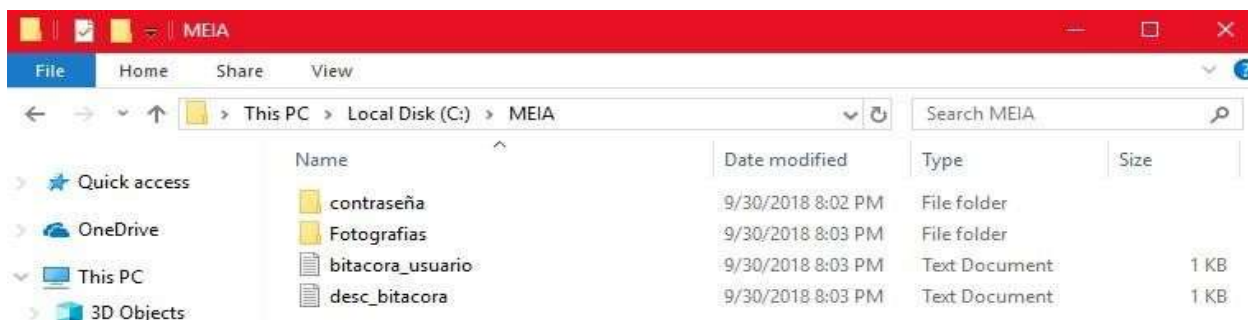 MEIA
File Home Share View
This PC > Local Disk (C:) > MEIA Search MEIA
Name Date modified Type Size
Quick access
contraseña 9/30/2018 8:02 PM File folder
OneDrive
Fotografias 9/30/2018 8:03 PM File folder
bitacora_usuario 9/30/2018 8:03 PM Text Document 1 KB
This PC
desc_bitacora 9/30/2018 8:03 PM Text Document 1 KB
3D Objects